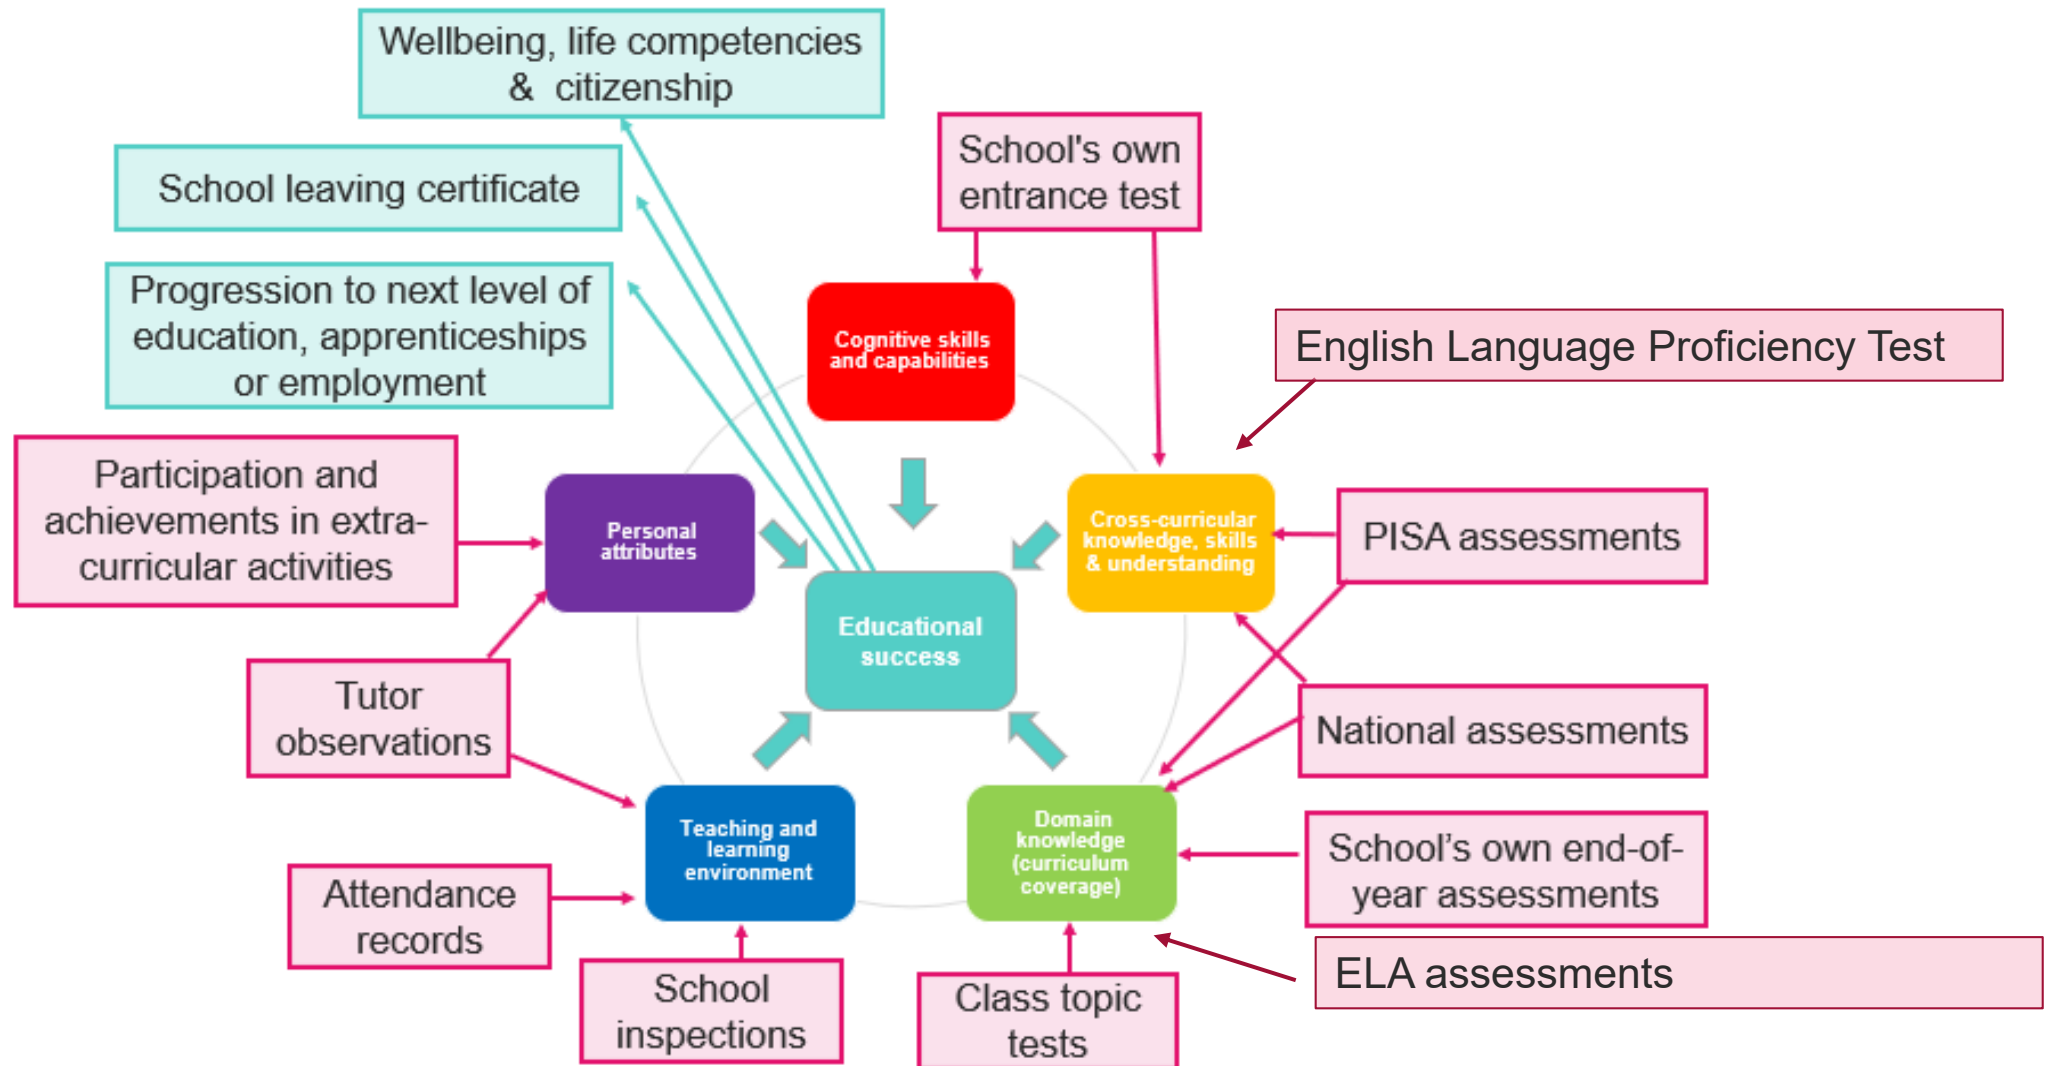 Wellbeing, life competencies
& citizenship
School leaving certificate
Progression to next level of
education, apprenticeships
or employment
School's own
entrance test
Cognitive skills
and capabilities
English Language Proficiency Test
Participation and
achievements in extra-
curricular activities
Personal
attributes
Cross-curricular
knowledge, skills
& understanding
PISA assessments
Educational
success
Tutor
observations
National assessments
Teaching and
learning
environment
Domain
knowledge
(curriculum
coverage)
School’s own end-of-
year assessments
Attendance
records
School
inspections
Class topic
tests
ELA assessments